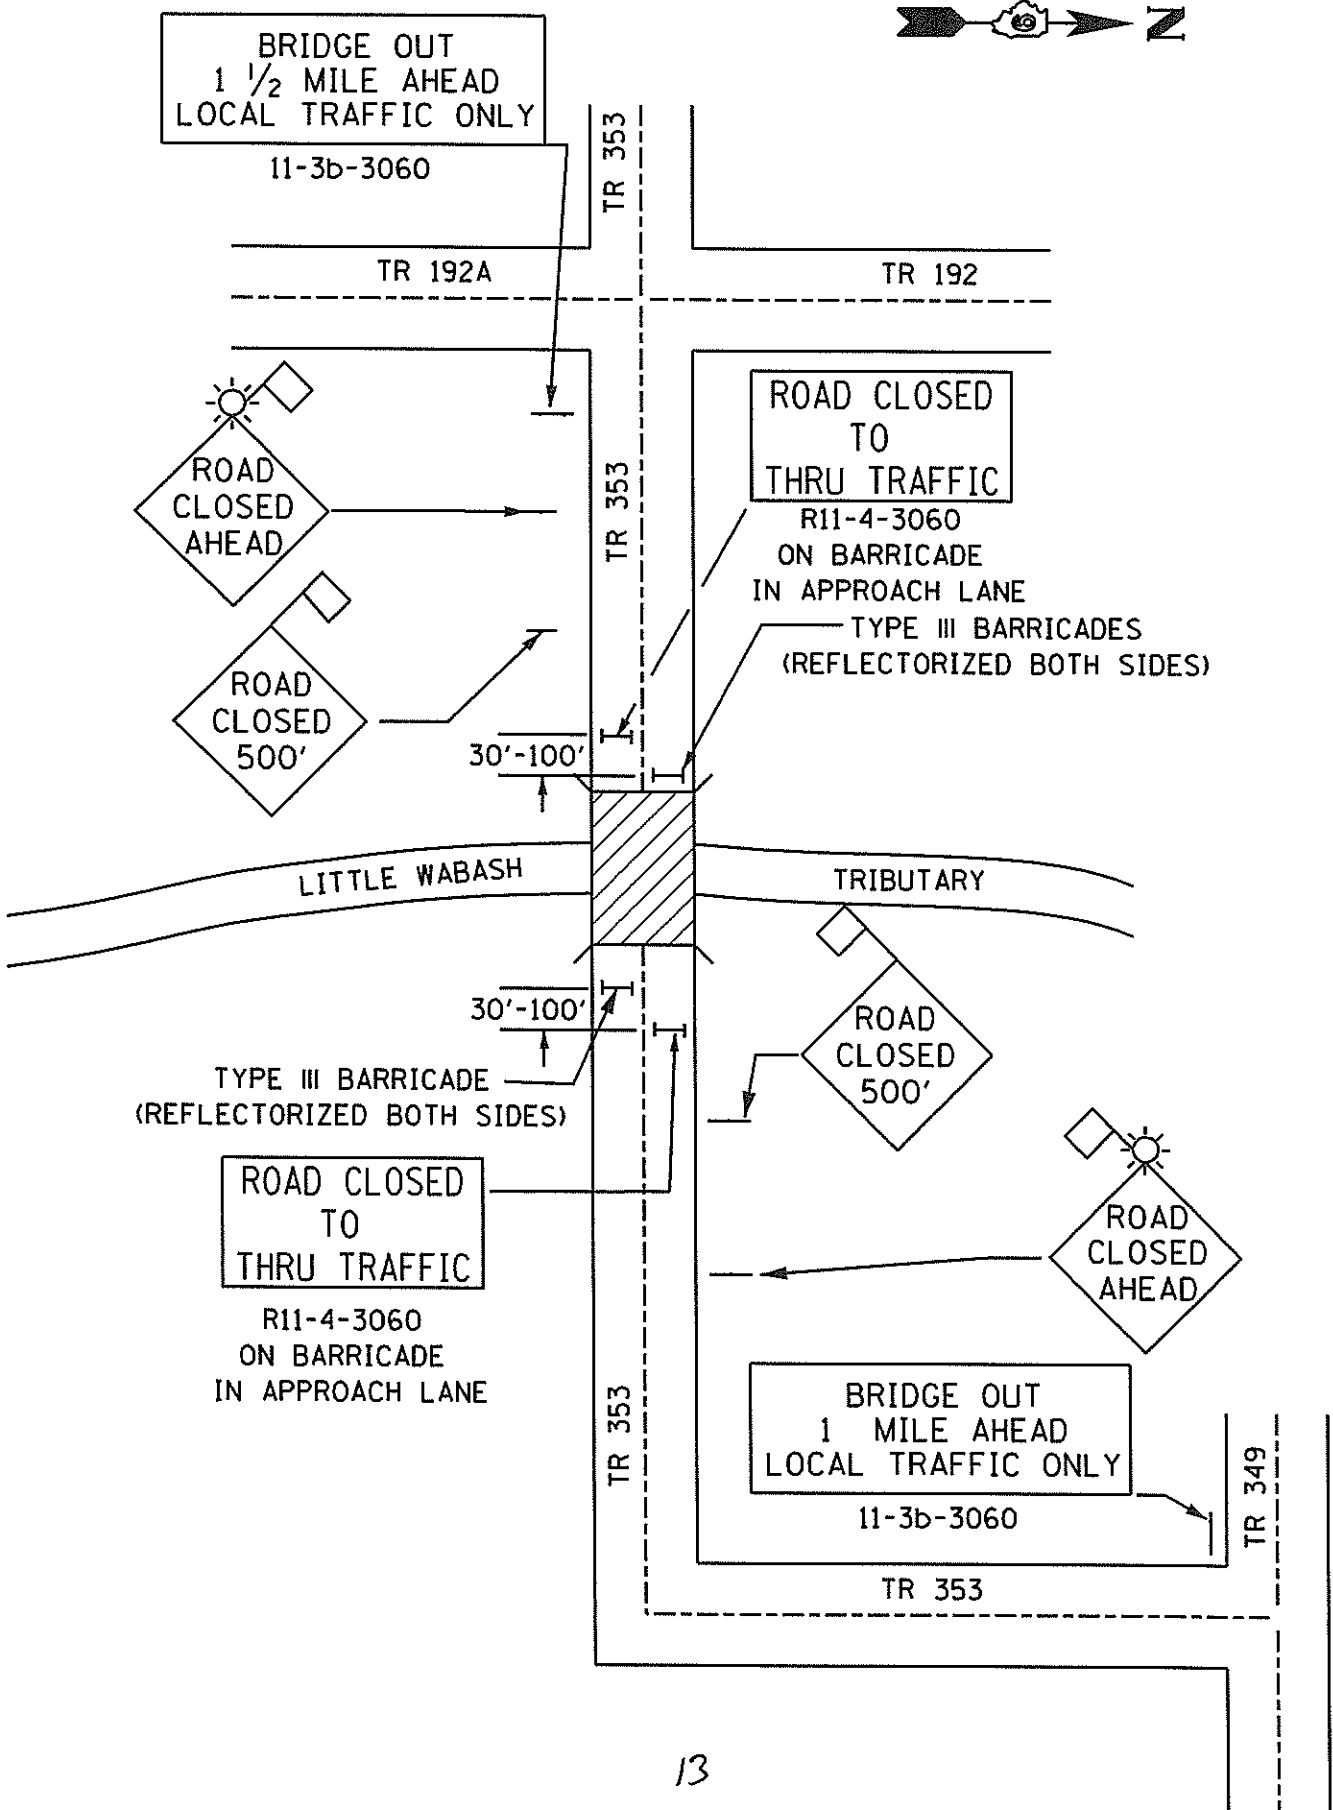 BRIDGE OUT
1 1/2 MILE AHEAD
LOCAL TRAFFIC ONLY
11-3b-3060
N
TR 353
TR 192A
TR 192
ROAD
CLOSED
AHEAD
TR 353
ROAD CLOSED
TO
THRU TRAFFIC
R11-4-3060
ON BARRICADE
IN APPROACH LANE
TYPE III BARRICADES
(REFLECTORIZED BOTH SIDES)
ROAD
CLOSED
500'
30'-100'
LITTLE WABASH
TRIBUTARY
30'-100'
ROAD
CLOSED
500'
TYPE III BARRICADE
(REFLECTORIZED BOTH SIDES)
ROAD CLOSED
TO
THRU TRAFFIC
R11-4-3060
ON BARRICADE
IN APPROACH LANE
ROAD
CLOSED
AHEAD
TR 353
BRIDGE OUT
1 MILE AHEAD
LOCAL TRAFFIC ONLY
11-3b-3060
TR 349
TR 353
13